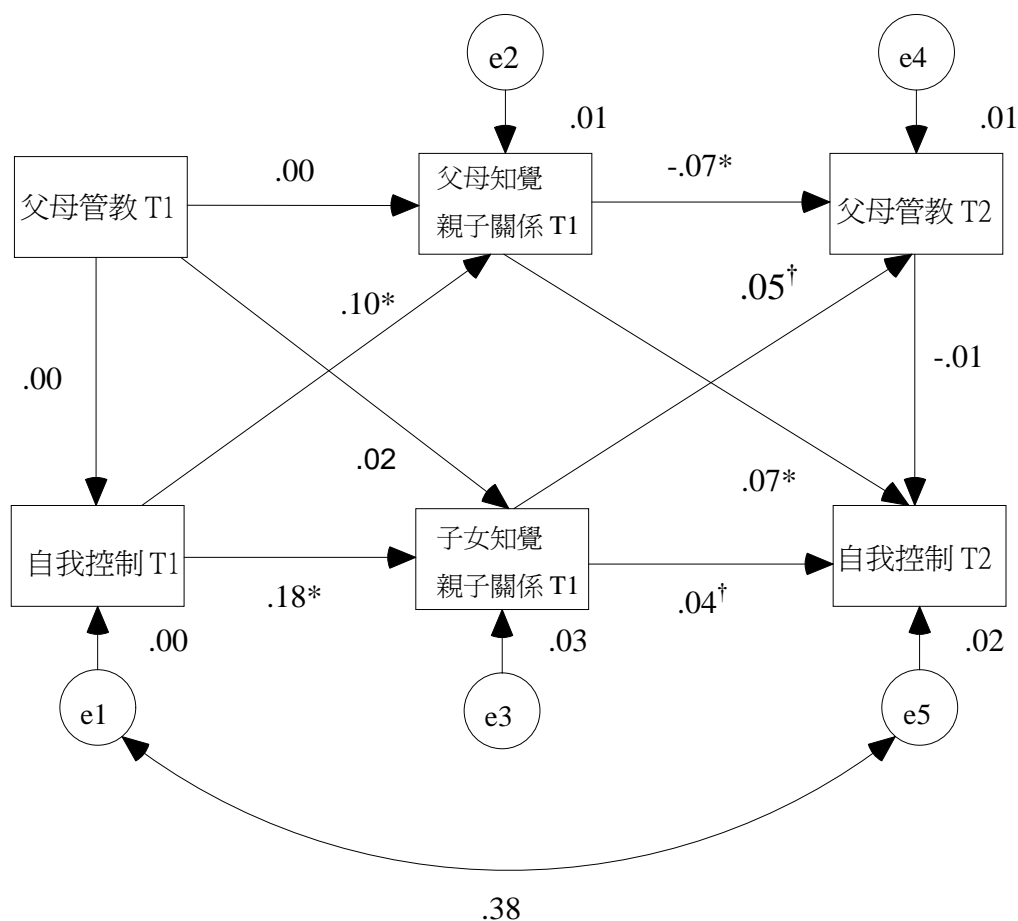 e2
e4
.01
.01
父母管教 T1
.00
父母知覺
親子關係 T1
-.07*
父母管教 T2
.10*
.05†
.00
-.01
.02
.07*
自我控制 T1
子女知覺
親子關係 T1
自我控制 T2
.18*
.04†
.00
.03
.02
e1
e3
e5
.38